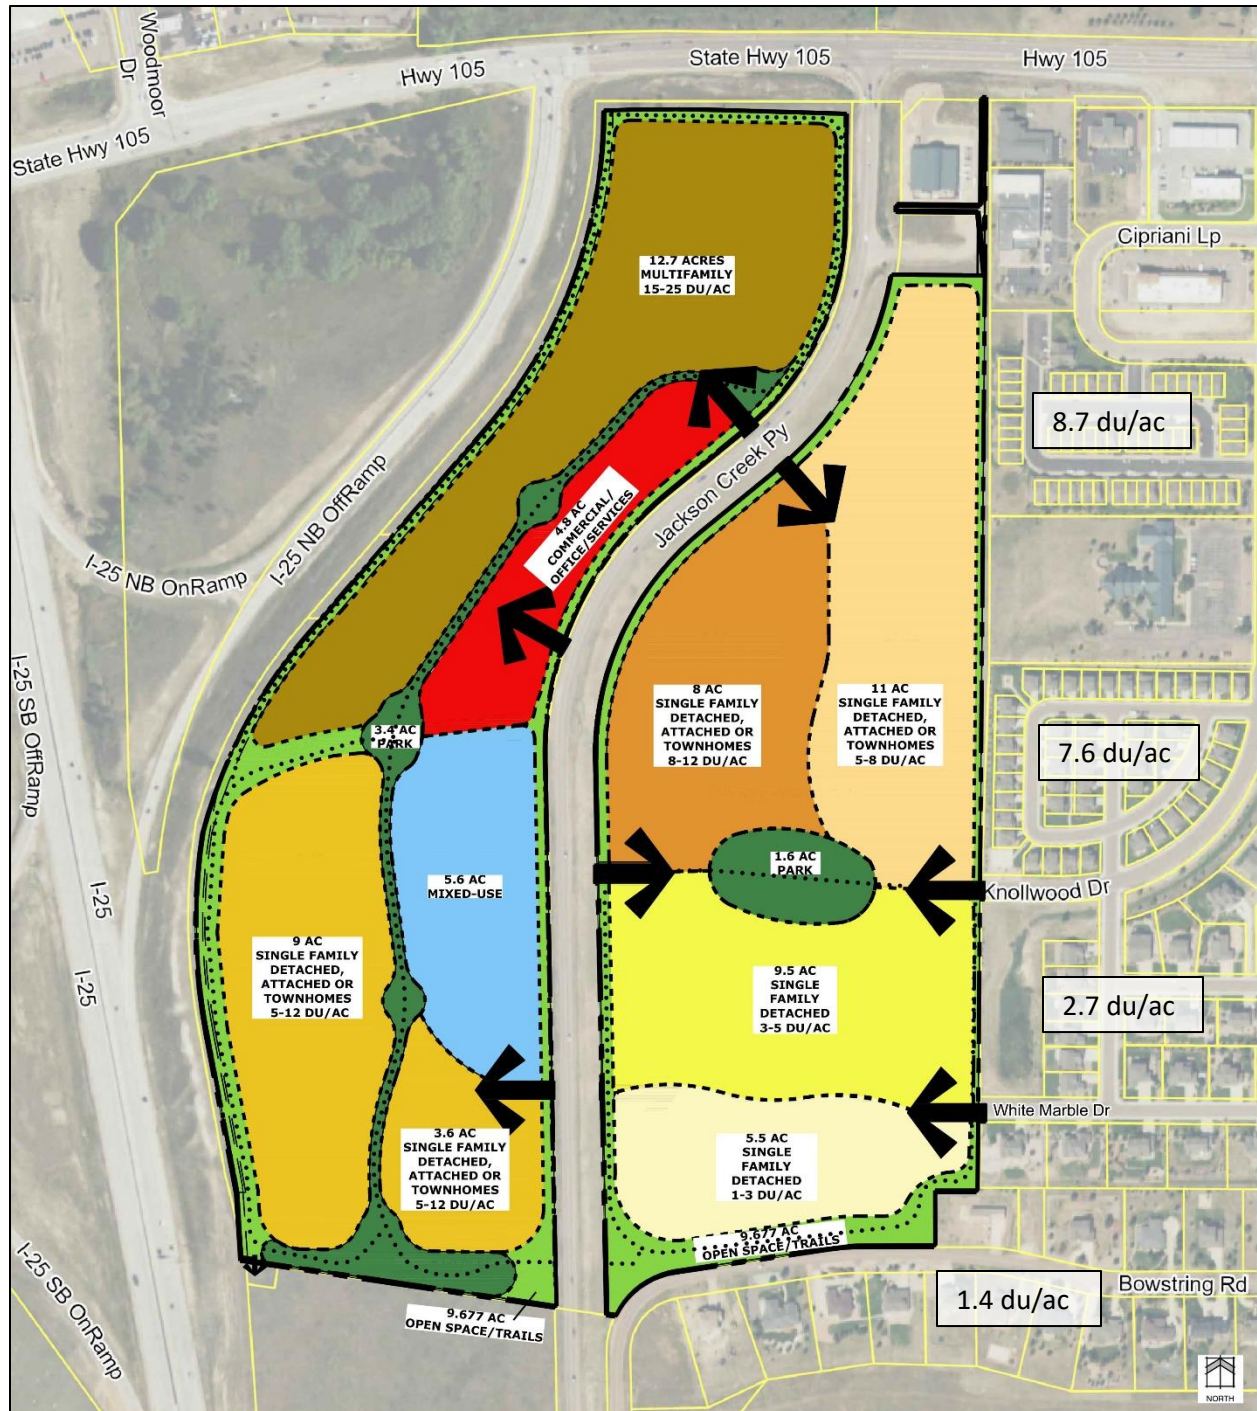 Woodmoor
Dr
Hwy 105
State Hwy 105
Hwy 105
State Hwy 105
Cipriani Lp
12.7 ACRES
MULTIFAMILY
15-25 DU/AC
8.7 du/ac
Jackson Creek Py
4.8 AC
COMMERCIAL/
OFFICE/SERVICES
I-25 NB OffRamp
I-25 NB OnRamp
I-25 SB OffRamp
8 AC
SINGLE FAMILY
DETACHED,
ATTACHED OR
TOWNHOMES
8-12 DU/AC
11 AC
SINGLE FAMILY
DETACHED,
ATTACHED OR
TOWNHOMES
5-8 DU/AC
7.6 du/ac
3.4 AC
PARK
1.6 AC
PARK
Knollwood Dr
5.6 AC
MIXED-USE
I-25
I-25
9 AC
SINGLE FAMILY
DETACHED,
ATTACHED OR
TOWNHOMES
5-12 DU/AC
9.5 AC
SINGLE
FAMILY
DETACHED
3-5 DU/AC
2.7 du/ac
White Marble Dr
3.6 AC
SINGLE FAMILY
DETACHED,
ATTACHED OR
TOWNHOMES
5-12 DU/AC
5.5 AC
SINGLE
FAMILY
DETACHED
1-3 DU/AC
9.677 AC
OPEN SPACE/TRAILS
9.677 AC
OPEN SPACE/TRAILS
1.4 du/ac
Bowstring Rd
I-25 SB OnRamp
NORTH